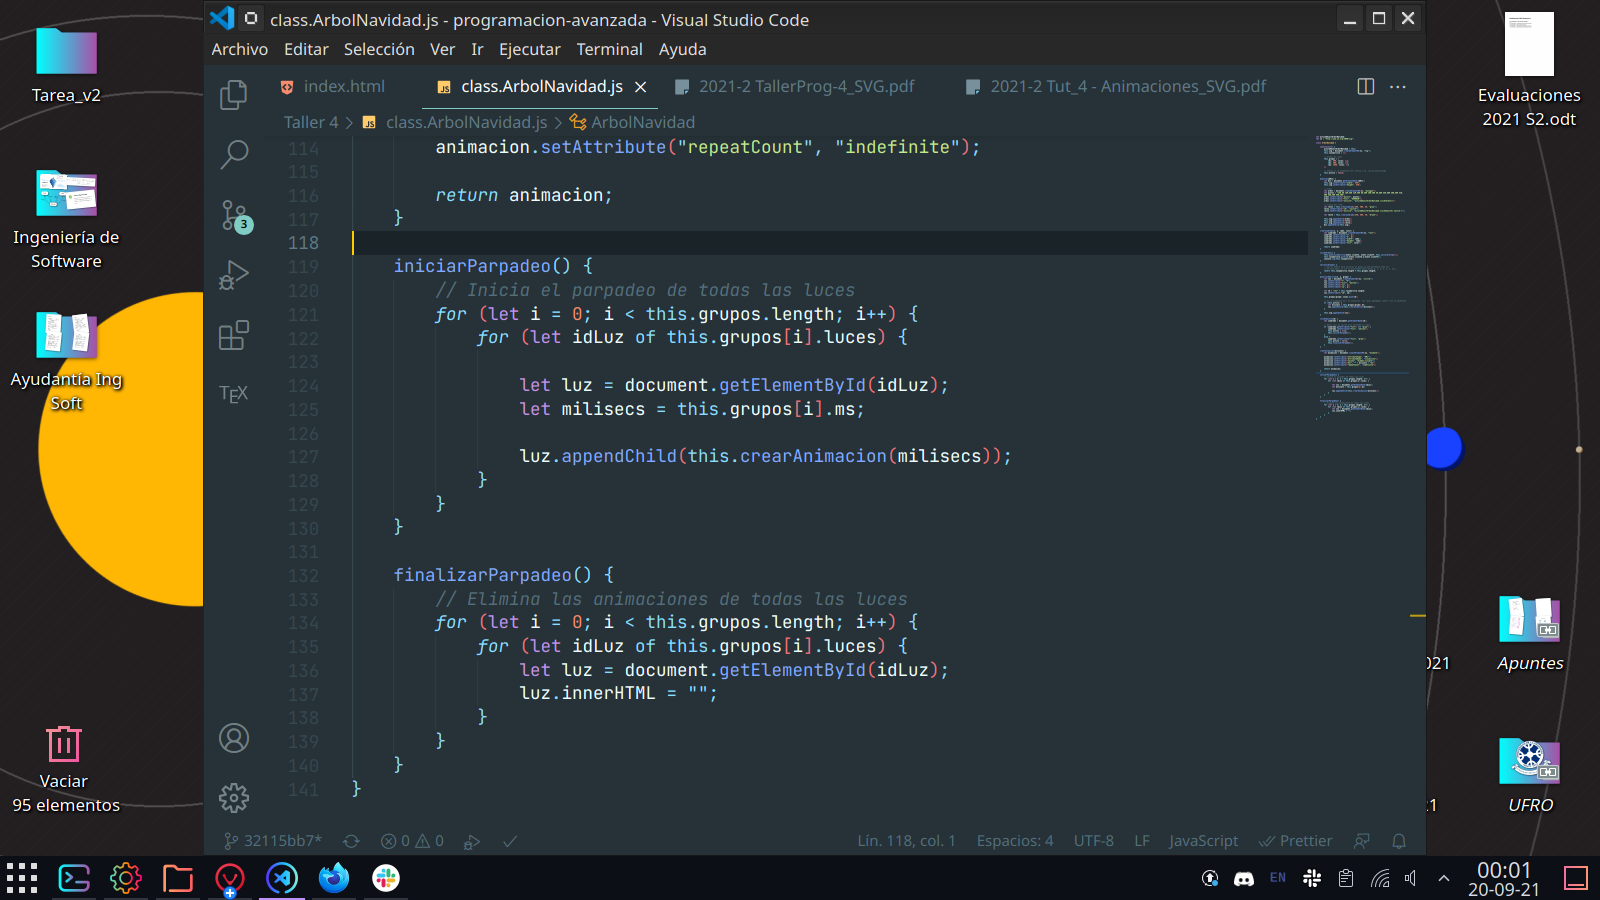 class.ArbolNavidad.js - programacion-avanzada - Visual Studio Code
Archivo Editar Selección Ver Ir Ejecutar Terminal Ayuda
index.html class.ArbolNavidad.js 2021-2 TallerProg-4_SVG.pdf 2021-2 Tut_4 - Animaciones_SVG.pdf
Taller 4 > class.ArbolNavidad.js > ArbolNavidad
114 animacion.setAttribute("repeatCount", "indefinite");
115
116 return animacion;
117 }
118
119 iniciarParpadeo() {
120 // Inicia el parpadeo de todas las luces
121 for (let i = 0; i < this.grupos.length; i++) {
122 for (let idLuz of this.grupos[i].luces) {
123
124 let luz = document.getElementById(idLuz);
125 let milisecs = this.grupos[i].ms;
126
127 luz.appendChild(this.crearAnimacion(milisecs));
128 }
129 }
130 }
131
132 finalizarParpadeo() {
133 // Elimina las animaciones de todas las luces
134 for (let i = 0; i < this.grupos.length; i++) {
135 for (let idLuz of this.grupos[i].luces) {
136 let luz = document.getElementById(idLuz);
137 luz.innerHTML = "";
138 }
139 }
140 }
141 }
3
TEX
32115bb7* 0 0 Lín. 118, col. 1 Espacios: 4 UTF-8 LF JavaScript Prettier
Tarea_v2
Ingeniería de
Software
Ayudantía Ing
Soft
Vaciar
95 elementos
Evaluaciones
2021 S2.odt
021
Apuntes
1
UFRO
EN
00:01
20-09-21